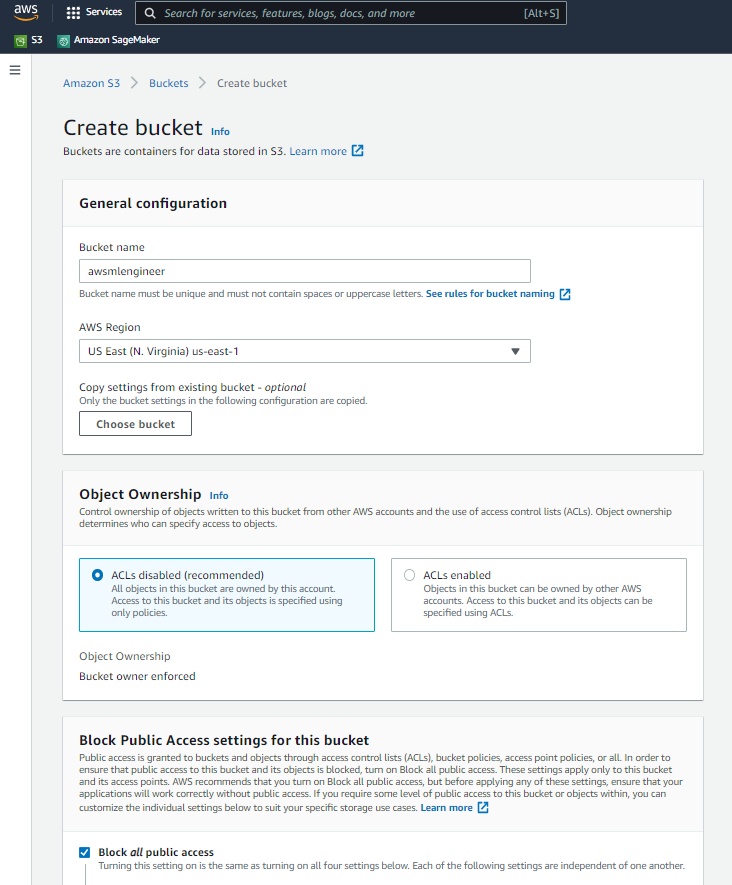 aws
Services
Search for services, features, blogs, docs, and more
[Alt+S]
S3
Amazon SageMaker
Amazon S3 > Buckets > Create bucket
Create bucket Info
Buckets are containers for data stored in S3. Learn more
General configuration
Bucket name
awsmlengineer
Bucket name must be unique and must not contain spaces or uppercase letters. See rules for bucket naming
AWS Region
US East (N. Virginia) us-east-1
Copy settings from existing bucket - optional
Only the bucket settings in the following configuration are copied.
Choose bucket
Object Ownership Info
Control ownership of objects written to this bucket from other AWS accounts and the use of access control lists (ACLs). Object ownership
determines who can specify access to objects.
ACLs disabled (recommended)
All objects in this bucket are owned by this account.
Access to this bucket and its objects is specified using
only policies.
ACLs enabled
Objects in this bucket can be owned by other AWS
accounts. Access to this bucket and its objects can be
specified using ACLs.
Object Ownership
Bucket owner enforced
Block Public Access settings for this bucket
Public access is granted to buckets and objects through access control lists (ACLs), bucket policies, access point policies, or all. In order to
ensure that public access to this bucket and its objects is blocked, turn on Block all public access. These settings apply only to this bucket
and its access points. AWS recommends that you turn on Block all public access, but before applying any of these settings, ensure that your
applications will work correctly without public access. If you require some level of public access to this bucket or objects within, you can
customize the individual settings below to suit your specific storage use cases. Learn more
Block all public access
Turning this setting on is the same as turning on all four settings below. Each of the following settings are independent of one another.